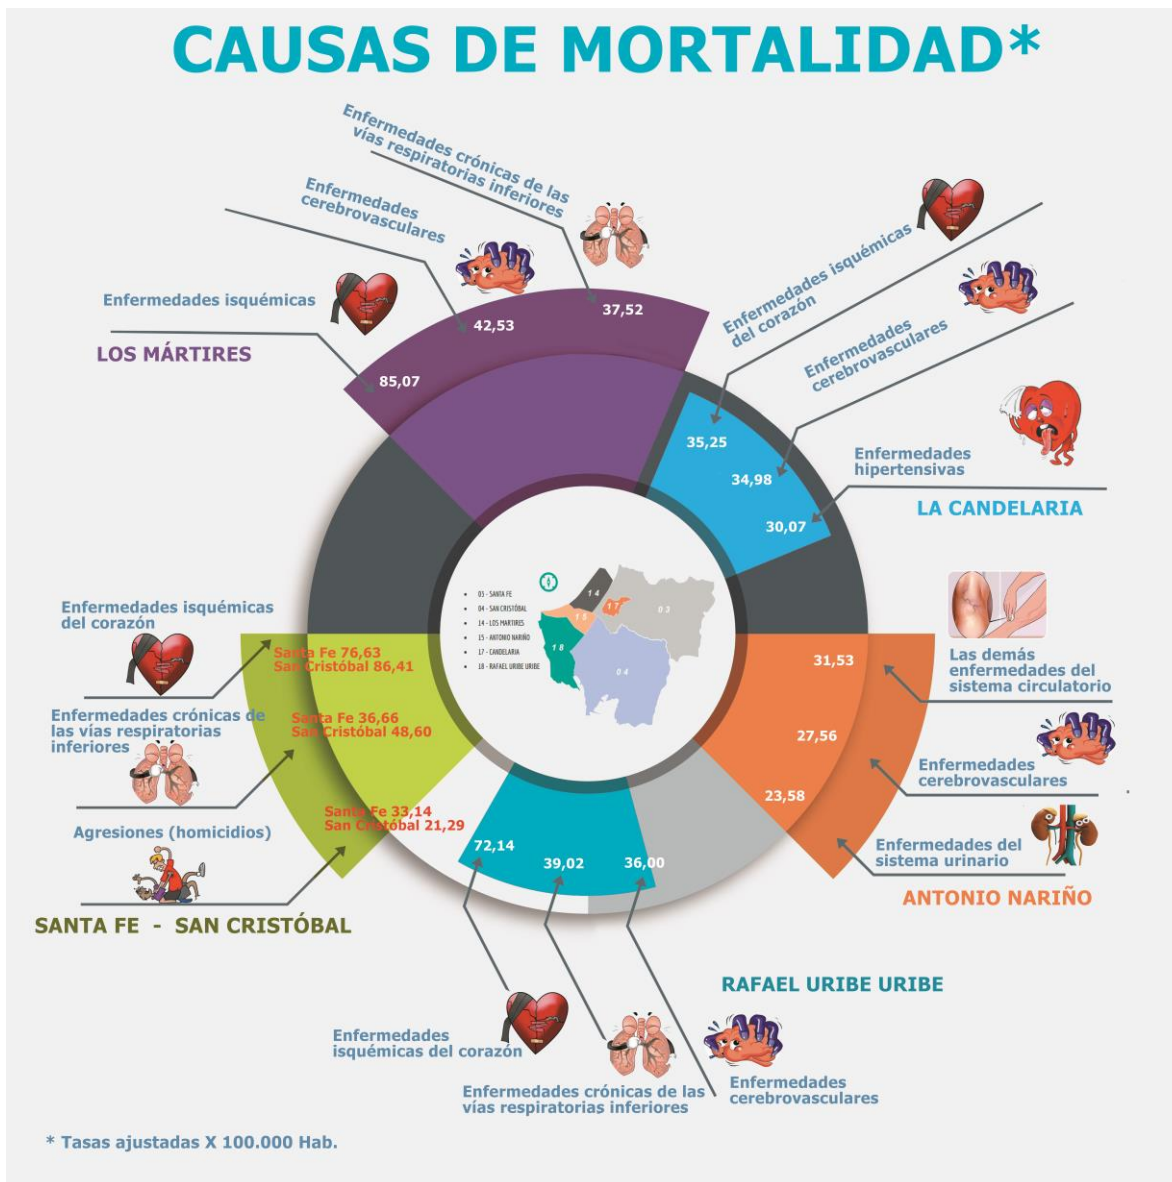 CAUSAS DE MORTALIDAD*
Enfermedades crónicas de las
vías respiratorias inferiores
Enfermedades
cerebrovasculares
Enfermedades isquémicas
LOS MÁRTIRES
85,07
42,53
37,52
Enfermedades isquémicas
del corazón
Enfermedades
cerebrovasculares
Enfermedades
hipertensivas
LA CANDELARIA
35,25
34,98
30,07
03 - SANTA FE
04 - SAN CRISTÓBAL
14 - LOS MARTIRES
15 - ANTONIO NARIÑO
17 - CANDELARIA
18 - RAFAEL URIBE URIBE
14
03
17
15
18
04
Enfermedades isquémicas
del corazón
Santa Fe 76,63
San Cristóbal 86,41
Enfermedades crónicas de
las vías respiratorias
inferiores
Santa Fe 36,66
San Cristóbal 48,60
Agresiones (homicidios)
Santa Fe 33,14
San Cristóbal 21,29
SANTA FE - SAN CRISTÓBAL
31,53
Las demás
enfermedades del
sistema circulatorio
27,56
Enfermedades
cerebrovasculares
23,58
Enfermedades del
sistema urinario
ANTONIO NARIÑO
72,14
39,02
36,00
RAFAEL URIBE URIBE
Enfermedades
isquémicas del corazón
Enfermedades crónicas de las
vías respiratorias inferiores
Enfermedades
cerebrovasculares
* Tasas ajustadas X 100.000 Hab.